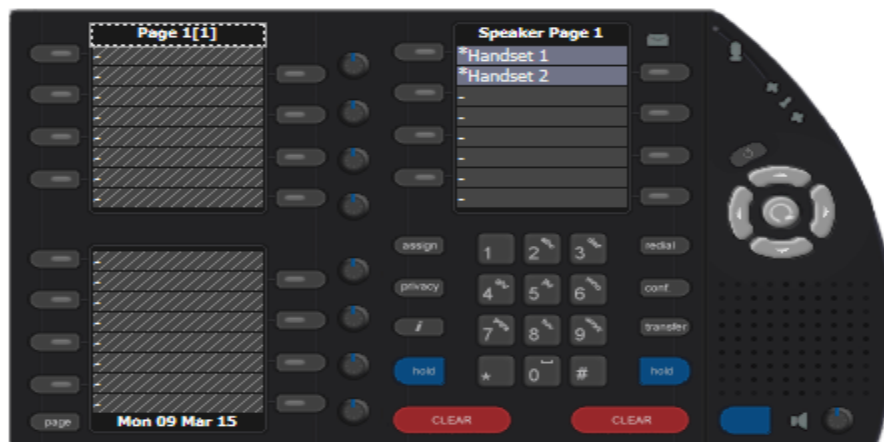 Page 1[1]
-
-
-
-
-
-
-
-
Speaker Page 1
*Handset 1
*Handset 2
-
-
-
-
-
-
-
-
-
-
-
-
-
-
Mon 09 Mar 15
page
assign
privacy
i
hold
1
2
3
4
5
6
7
8
9
*
0
#
redial
conf.
transfer
hold
CLEAR
CLEAR